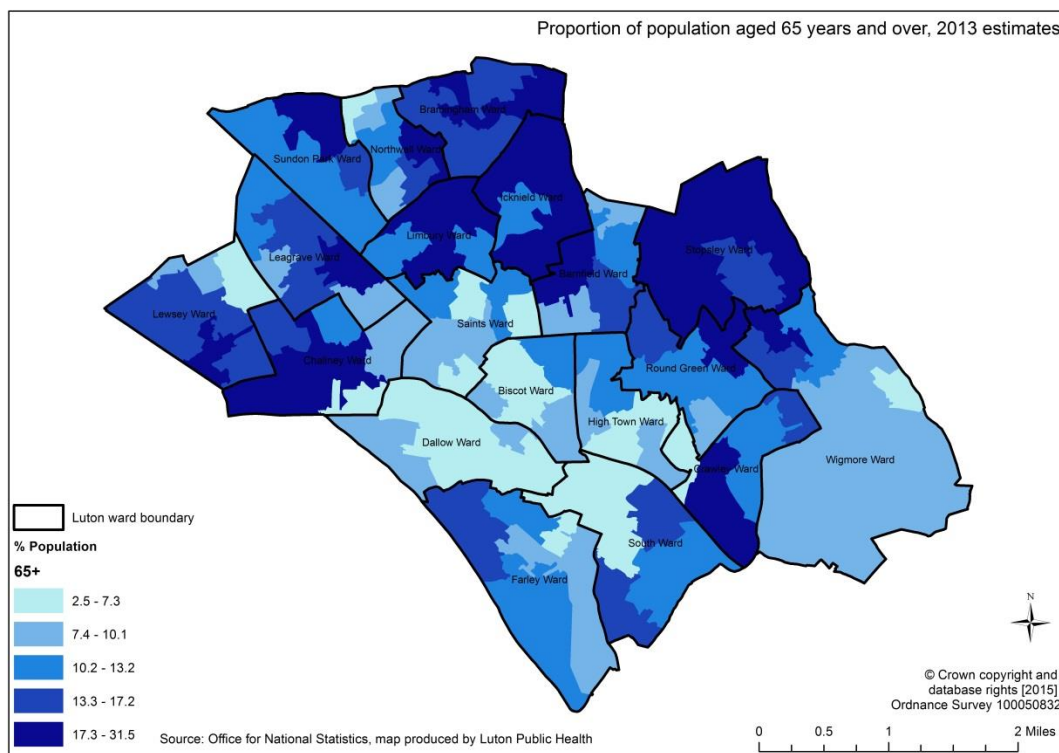 Proportion of population aged 65 years and over, 2013 estimates
Bramingham Ward
Northwell Ward
Sundon Park Ward
Icknield Ward
Limbury Ward
Stopsley Ward
Leagrave Ward
Barnfield Ward
Lewsey Ward
Saints Ward
Challney Ward
Round Green Ward
Biscot Ward
High Town Ward
Dallow Ward
Wigmore Ward
Crawley Ward
South Ward
Farley Ward
Luton ward boundary
% Population
65+
2.5 - 7.3
7.4 - 10.1
10.2 - 13.2
13.3 - 17.2
17.3 - 31.5
Source: Office for National Statistics, map produced by Luton Public Health
N
© Crown copyright and
database rights [2015]
Ordnance Survey 100050832
0 0.5 1 2 Miles